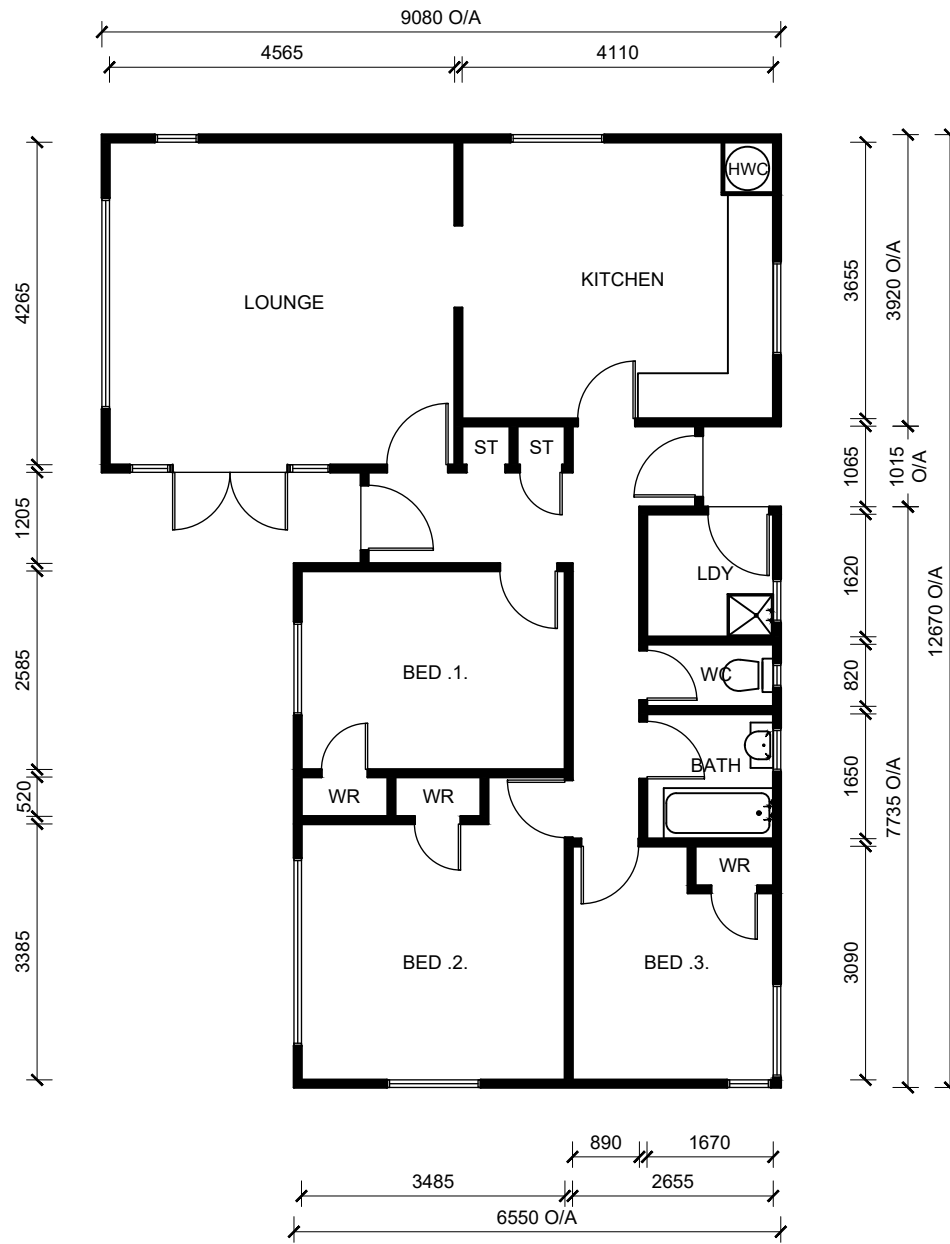 9080 O/A
4565
4110
HWC
KITCHEN
LOUNGE
4265
3655
3920 O/A
ST
ST
1065
1015
O/A
1205
LDY
1620
12670 O/A
BED .1.
WC
2585
820
BATH
1650
7735 O/A
520
WR
WR
WR
BED .2.
BED .3.
3385
3090
890
1670
3485
2655
6550 O/A